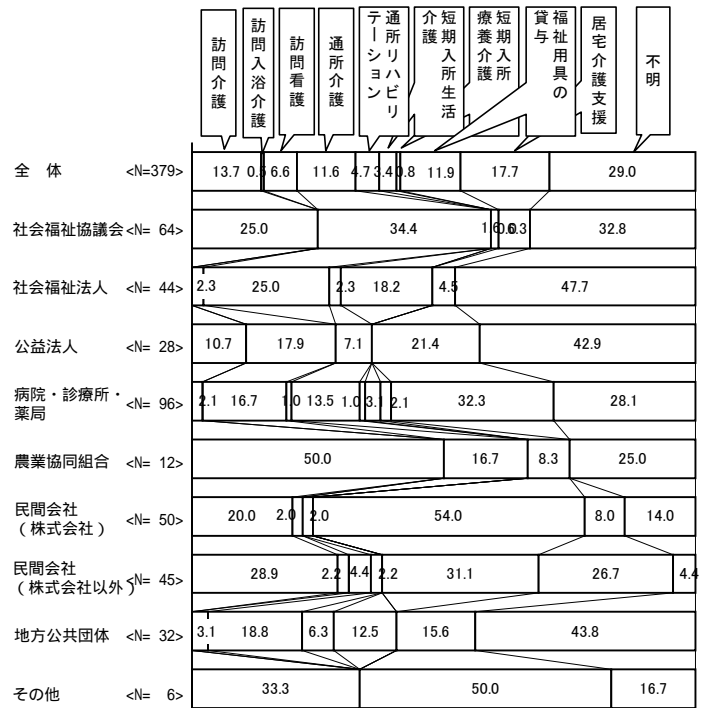 訪問介護
訪問入浴介護
訪問看護
通所介護
通所リハビリ
テーション
短期入所生活
介護
短期入所
療養介護
福祉用具の
貸与
居宅介護支援
不明
全 体 <N=379> 13.7 0.5 6.6 11.6 4.7 3.4 0.8 11.9 17.7 29.0
社会福祉協議会 <N= 64> 25.0 34.4 1.6 32.8
社会福祉法人 <N= 44> 2.3 25.0 2.3 18.2 4.5 47.7
公益法人 <N= 28> 10.7 17.9 7.1 21.4 42.9
病院・診療所・
薬局 <N= 96> 2.1 16.7 1.0 13.5 1.0 3.1 2.1 32.3 28.1
農業協同組合 <N= 12> 50.0 16.7 8.3 25.0
民間会社
（株式会社） <N= 50> 20.0 2.0 2.0 54.0 8.0 14.0
民間会社
（株式会社以外） <N= 45> 28.9 2.2 4.4 2.2 31.1 26.7 4.4
地方公共団体 <N= 32> 3.1 18.8 6.3 12.5 15.6 43.8
その他 <N= 6> 33.3 50.0 16.7